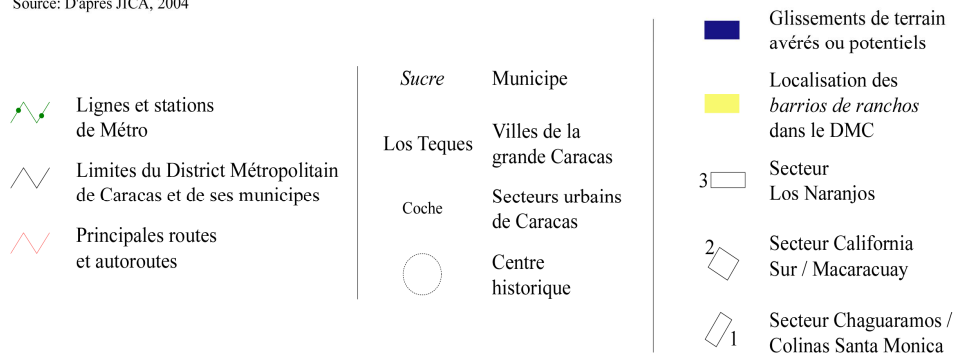 Source: D'après JICA, 2004
Lignes et stations
de Métro
Limites du District Métropolitain
de Caracas et de ses municipes
Principales routes
et autoroutes
Sucre Municipe
Los Teques Villes de la
grande Caracas
Coche Secteurs urbains
de Caracas
Centre
historique
Glissements de terrain
avérés ou potentiels
Localisation des
barrios de ranchos
dans le DMC
3 Secteur
Los Naranjos
2 Secteur California
Sur / Macaracuay
1 Secteur Chaguaramos /
Colinas Santa Monica